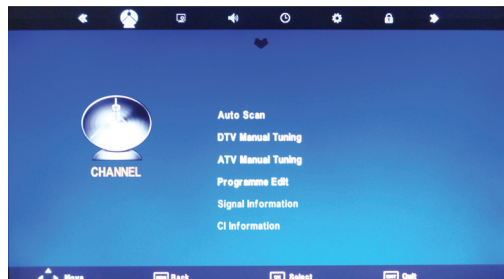 CHANNEL
Auto Scan
DTV Manual Tuning
ATV Manual Tuning
Programme Edit
Signal Information
CI Information
Move
Back
Select
Quit